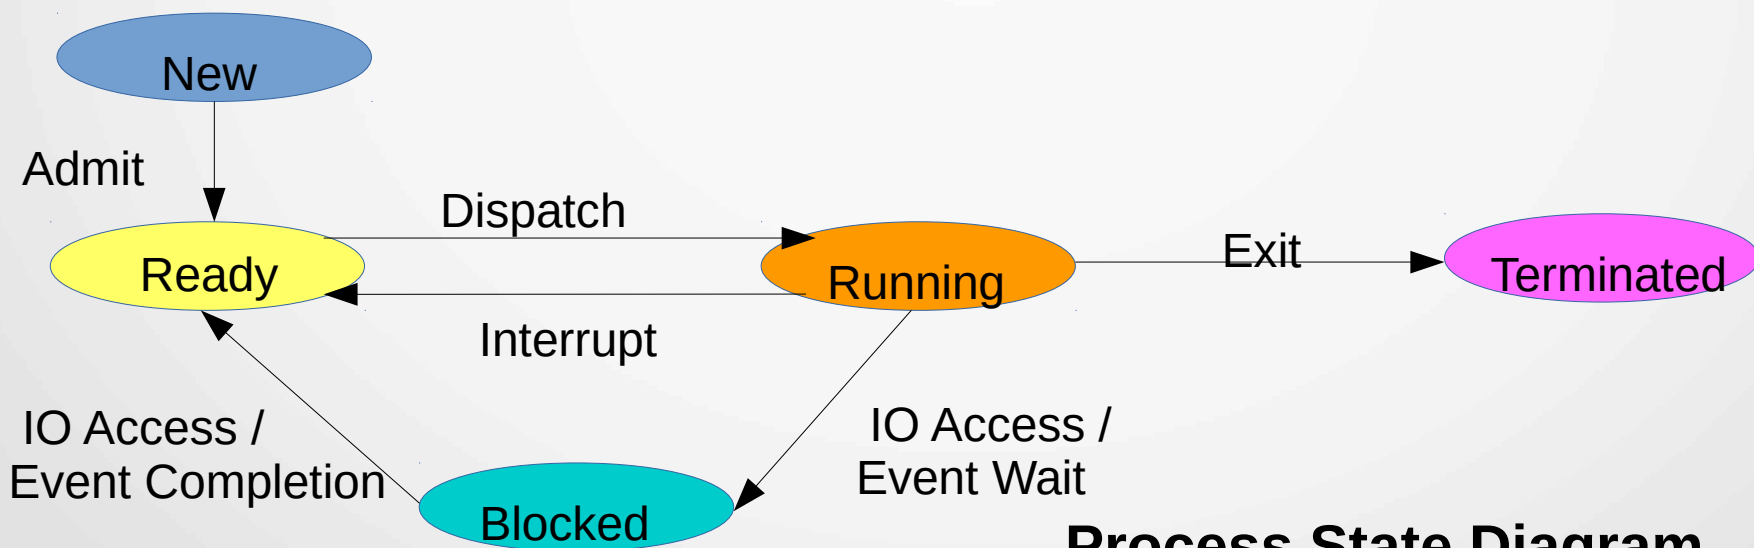 New
Admit
Dispatch
Ready
Running
Exit
Terminated
Interrupt
IO Access /
Event Completion
IO Access /
Event Wait
Blocked
Process State Diagram